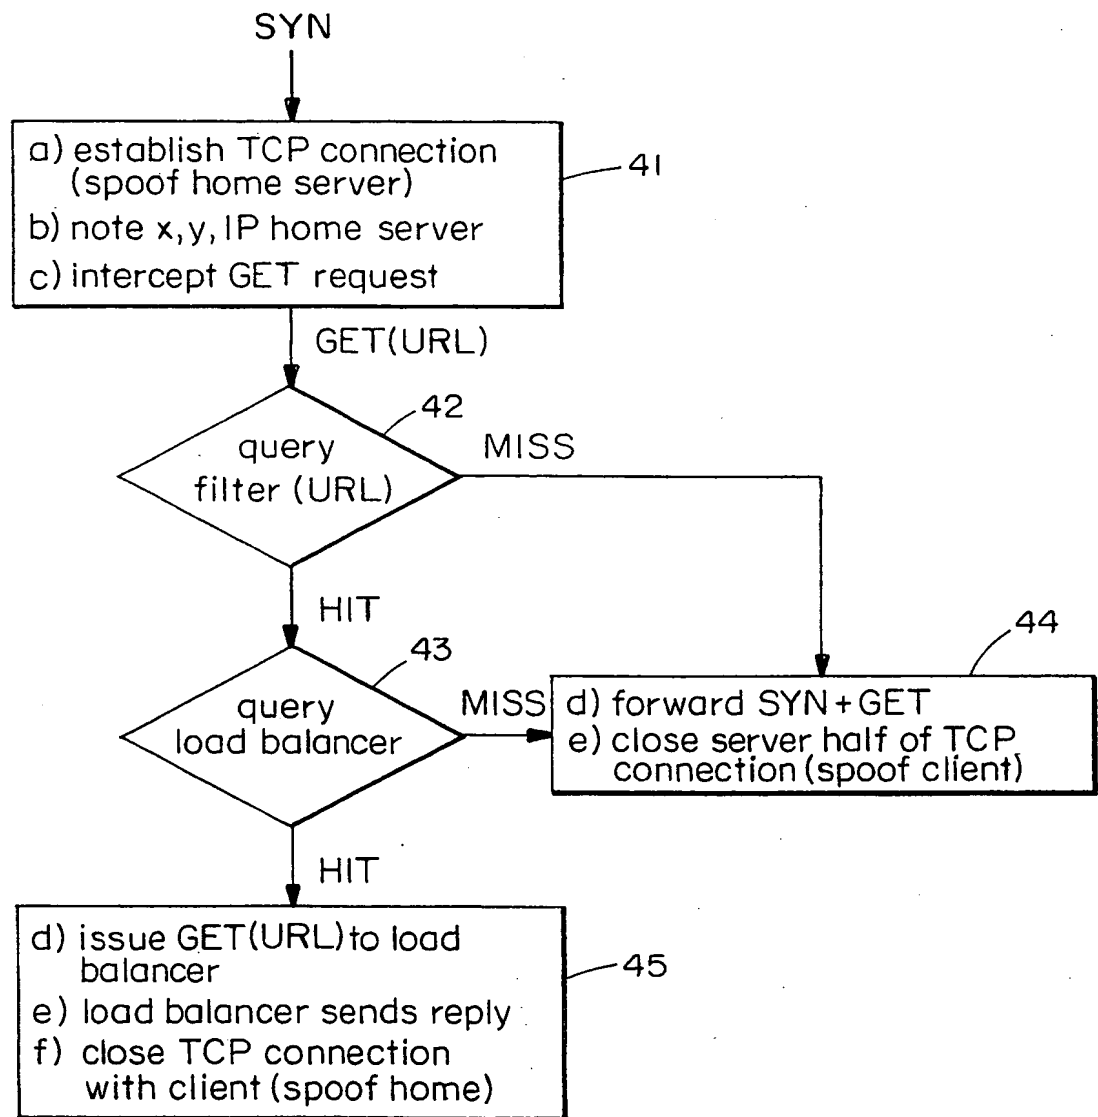 SYN
a) establish TCP connection
(spoof home server)
b) note x, y, IP home server
c) intercept GET request
41
GET(URL)
42
query
filter (URL)
MISS
HIT
43
query
load balancer
MISS
44
d) forward SYN+GET
e) close server half of TCP
connection (spoof client)
HIT
d) issue GET(URL) to load
balancer
e) load balancer sends reply
f) close TCP connection
with client (spoof home)
45